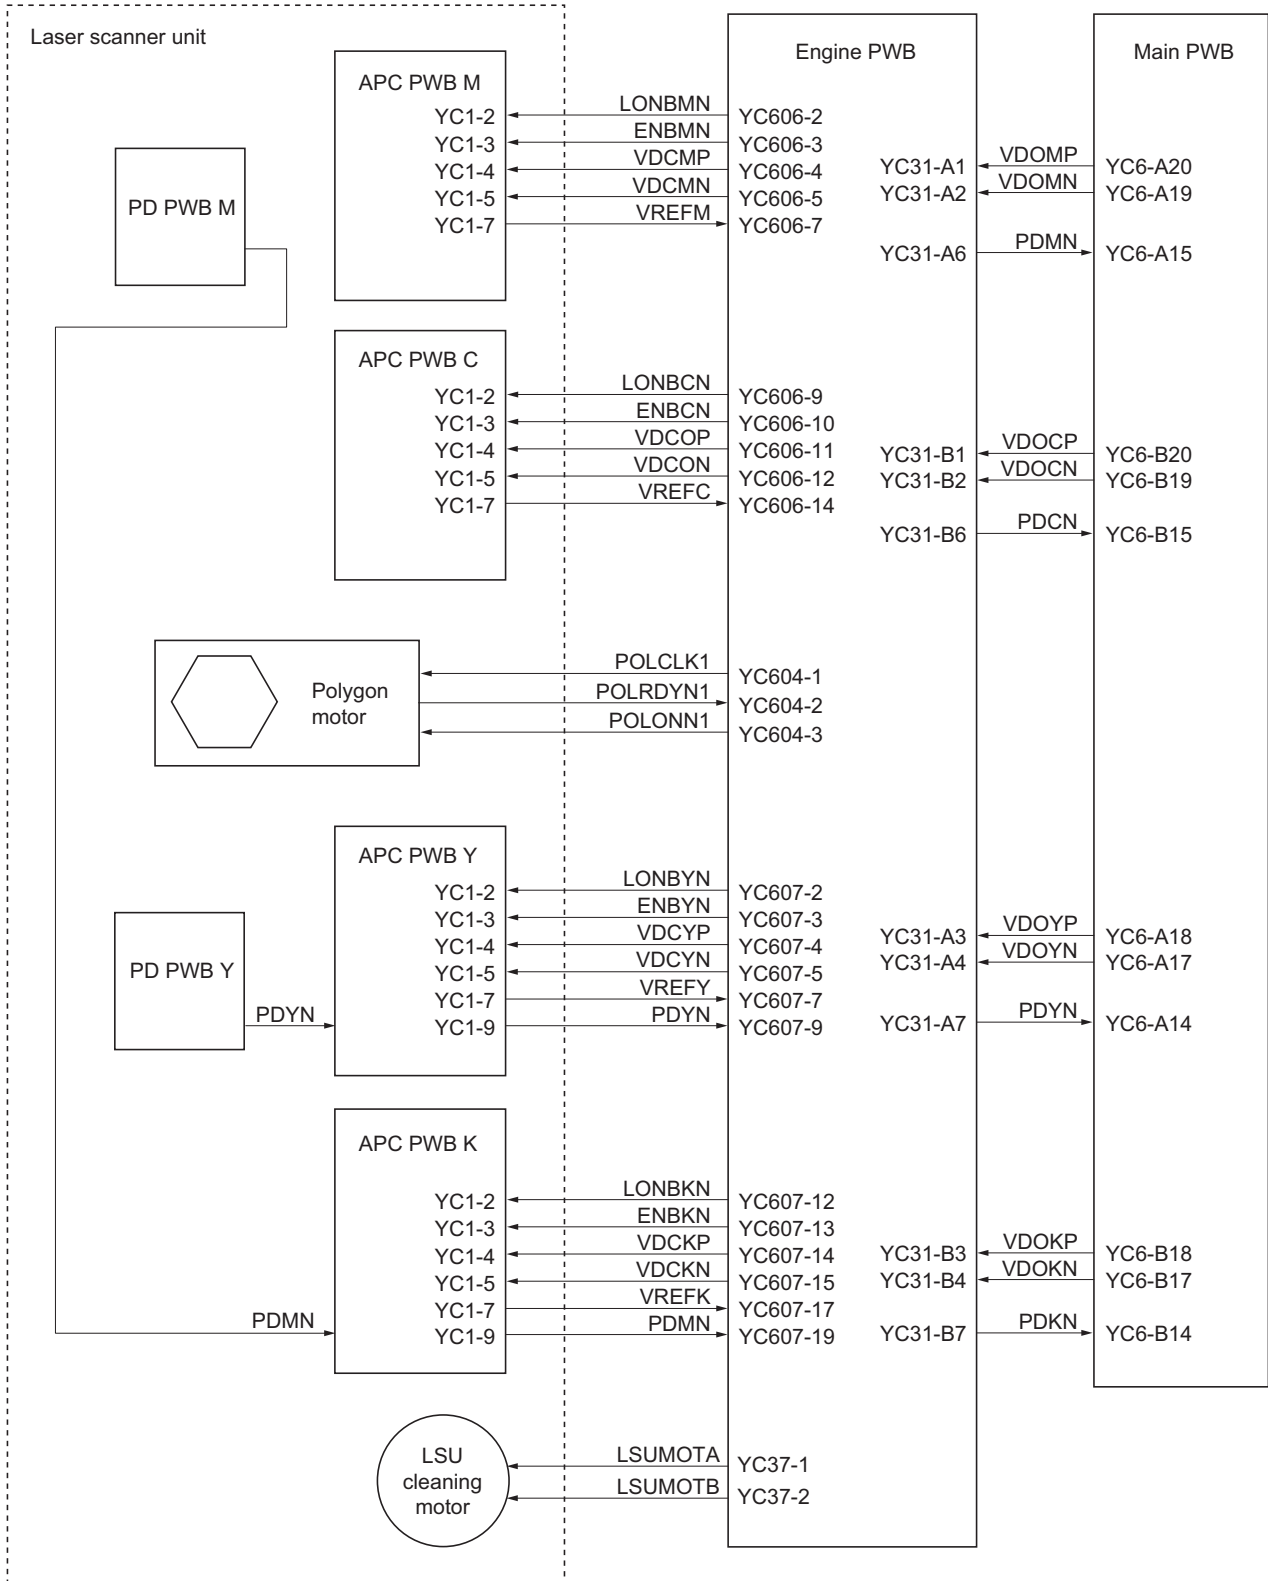 Laser scanner unit
Engine PWB
Main PWB
APC PWB M
YC1-2
YC1-3
YC1-4
YC1-5
YC1-7
LONBMN
ENBMN
VDCMP
VDCMN
VREFM
YC606-2
YC606-3
YC606-4
YC606-5
YC606-7
YC31-A1
YC31-A2
YC31-A6
VDOMP
VDOMN
PDMN
YC6-A20
YC6-A19
YC6-A15
PD PWB M
APC PWB C
YC1-2
YC1-3
YC1-4
YC1-5
YC1-7
LONBCN
ENBCN
VDCOP
VDCON
VREFC
YC606-9
YC606-10
YC606-11
YC606-12
YC606-14
YC31-B1
YC31-B2
YC31-B6
VDOCP
VDOCN
PDCN
YC6-B20
YC6-B19
YC6-B15
Polygon
motor
POLCLK1
POLRDYN1
POLONN1
YC604-1
YC604-2
YC604-3
APC PWB Y
YC1-2
YC1-3
YC1-4
YC1-5
YC1-7
YC1-9
LONBYN
ENBYN
VDCYP
VDCYN
VREFY
PDYN
YC607-2
YC607-3
YC607-4
YC607-5
YC607-7
YC607-9
YC31-A3
YC31-A4
YC31-A7
VDOYP
VDOYN
PDYN
YC6-A18
YC6-A17
YC6-A14
PD PWB Y
PDYN
APC PWB K
YC1-2
YC1-3
YC1-4
YC1-5
YC1-7
YC1-9
LONBKN
ENBKN
VDCKP
VDCKN
VREFK
PDMN
YC607-12
YC607-13
YC607-14
YC607-15
YC607-17
YC607-19
YC31-B3
YC31-B4
YC31-B7
VDOKP
VDOKN
PDKN
YC6-B18
YC6-B17
YC6-B14
PDMN
LSU
cleaning
motor
LSUMOTA
LSUMOTB
YC37-1
YC37-2